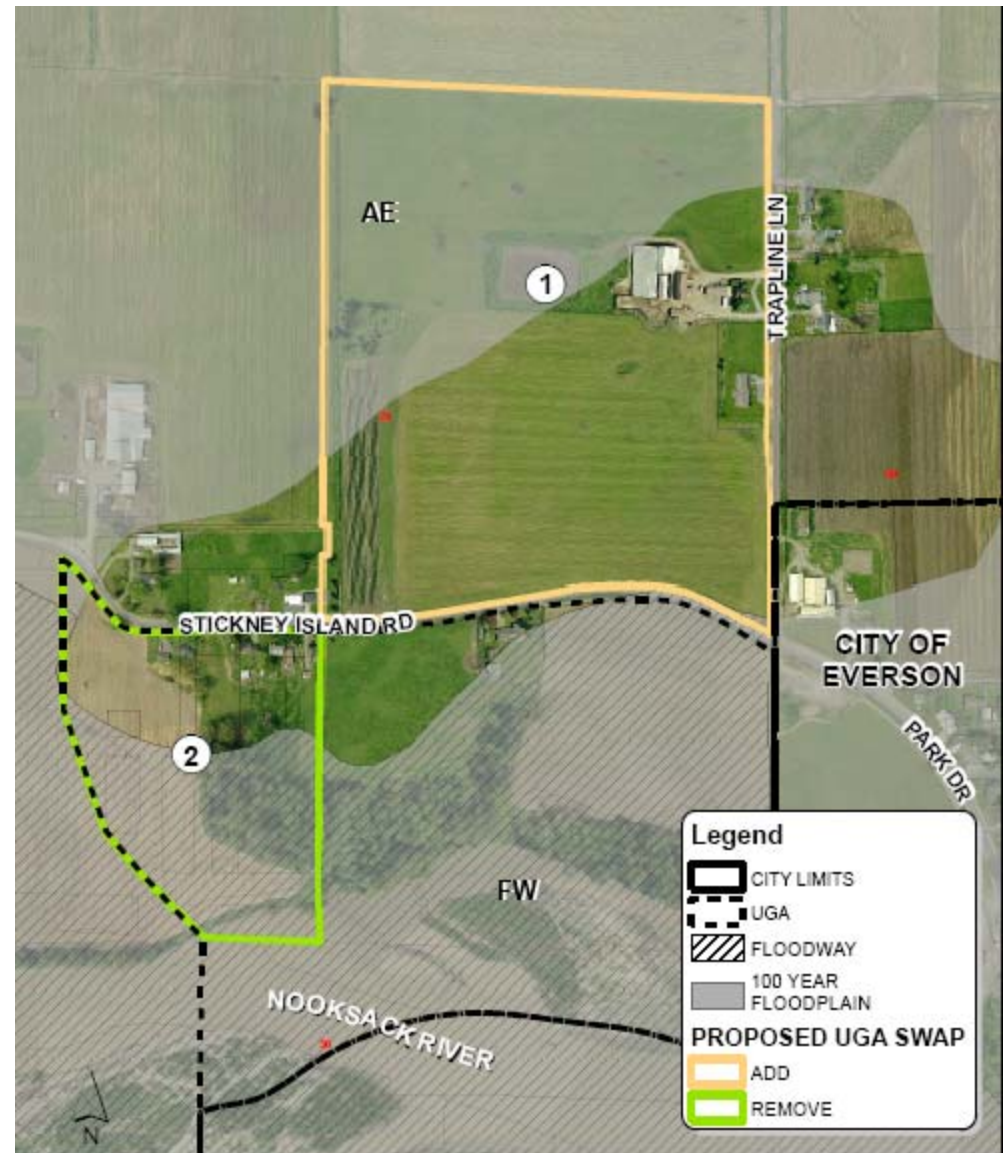 AE
1
TRAPLINE LN
STICKNEY ISLAND RD
CITY OF
EVERSON
2
PARK DR
FW
NOOKSACK RIVER
N
Legend
CITY LIMITS
UGA
FLOODWAY
100 YEAR
FLOODPLAIN
PROPOSED UGA SWAP
ADD
REMOVE